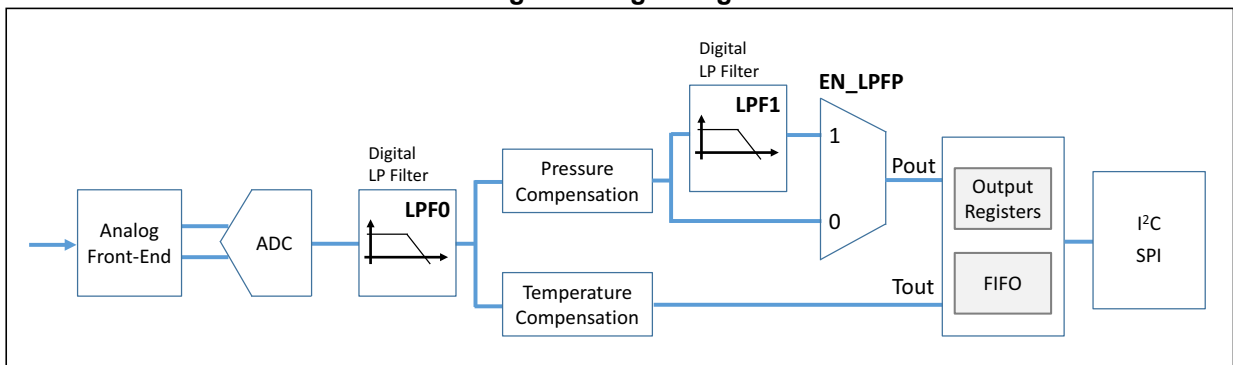 Digital
LP Filter
EN_LPFP
LPF1
1
Digital
LP Filter
Pressure
Compensation
Pout
Output
Registers
LPF0
0
I²C
SPI
Analog
Front-End
ADC
Temperature
Compensation
Tout
FIFO